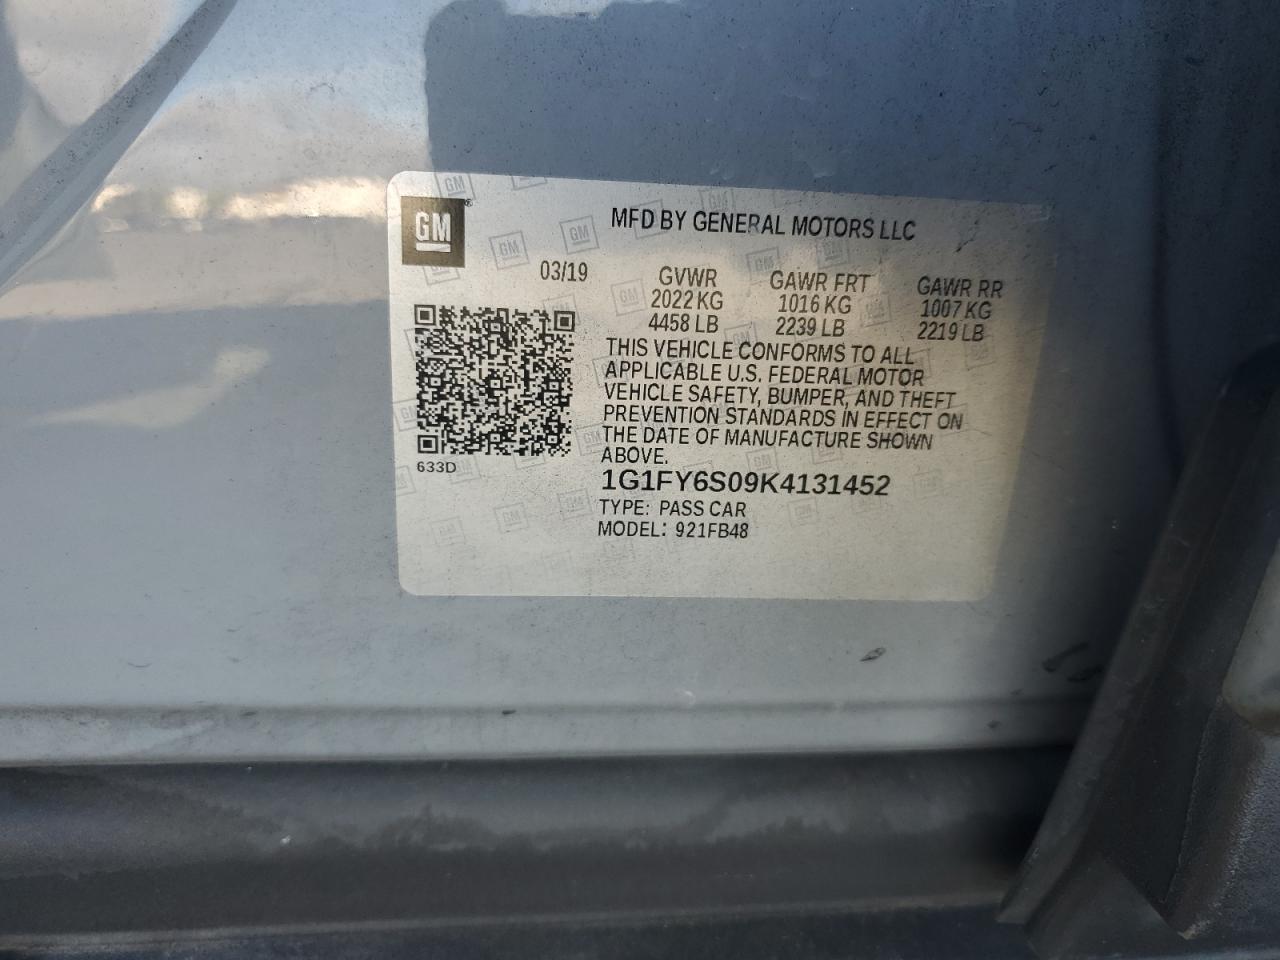 GM®
MFD BY GENERAL MOTORS LLC
03/19
GVWR
2022 KG
4458 LB
GAWR FRT
1016 KG
2239 LB
GAWR RR
1007 KG
2219 LB
THIS VEHICLE CONFORMS TO ALL
APPLICABLE U.S. FEDERAL MOTOR
VEHICLE SAFETY, BUMPER, AND THEFT
PREVENTION STANDARDS IN EFFECT ON
THE DATE OF MANUFACTURE SHOWN
ABOVE.
633D
1G1FY6S09K4131452
TYPE: PASS CAR
MODEL: 921FB48